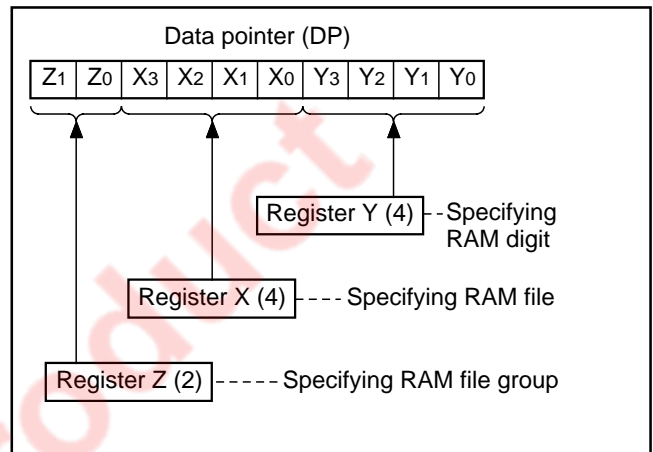 Data pointer (DP)
Z1 Z0 X3 X2 X1 X0 Y3 Y2 Y1 Y0
Register Y (4)
Specifying
RAM digit
Register X (4)
Specifying RAM file
Register Z (2)
Specifying RAM file group
roduct